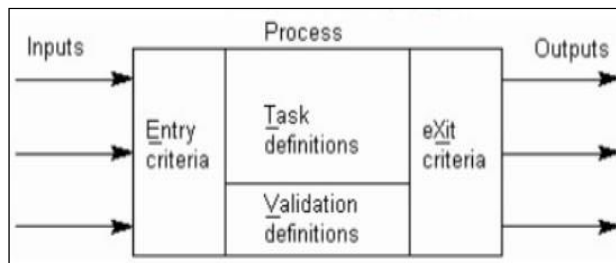 Process
Inputs
Outputs
Entry
criteria
Task
definitions
eXit
criteria
Validation
definitions